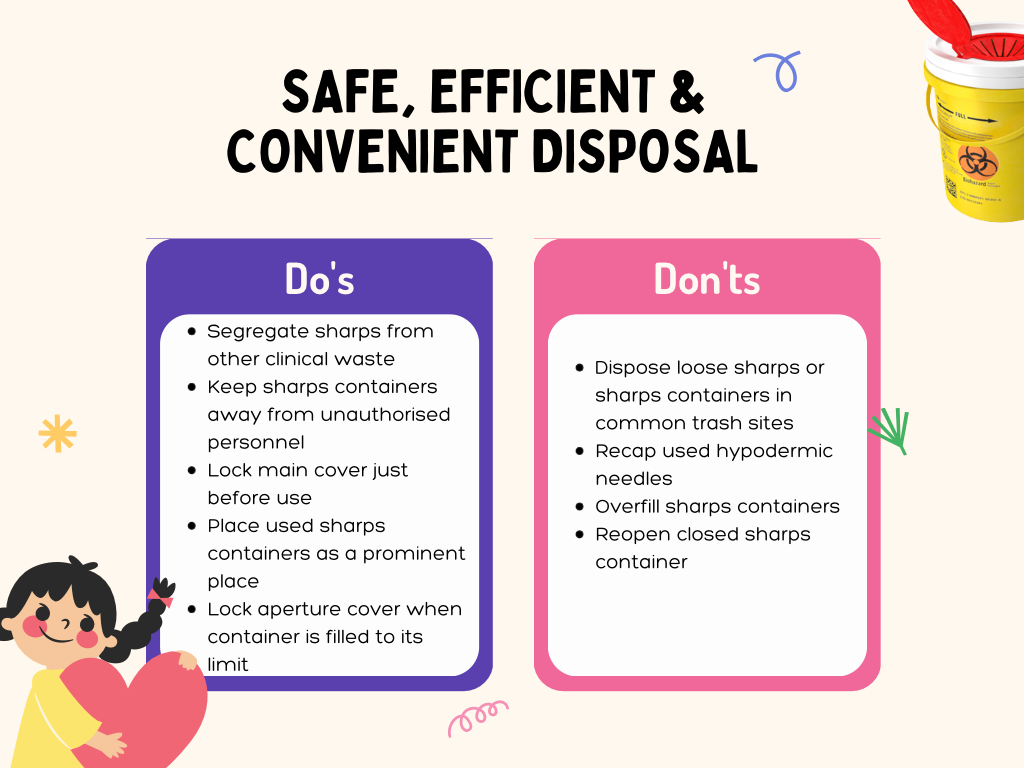 SAFE, EFFICIENT &
CONVENIENT DISPOSAL
FULL
Biohazard
Do's
Segregate sharps from
other clinical waste
Keep sharps containers
away from unauthorised
personnel
Lock main cover just
before use
Place used sharps
containers as a prominent
place
Lock aperture cover when
container is filled to its
limit
Don'ts
Dispose loose sharps or
sharps containers in
common trash sites
Recap used hypodermic
needles
Overfill sharps containers
Reopen closed sharps
container